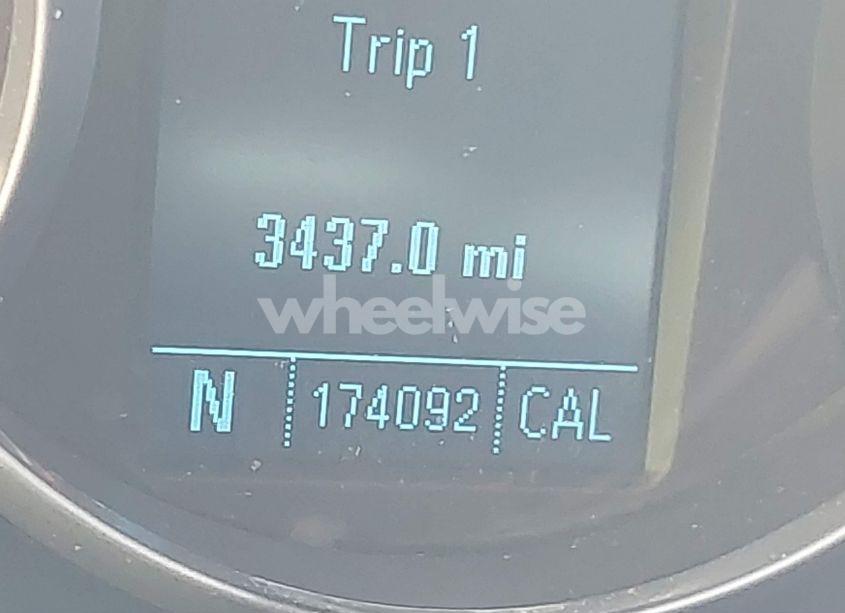 Trip 1
3437.0 mi
wheelwise
N 174092 CAL